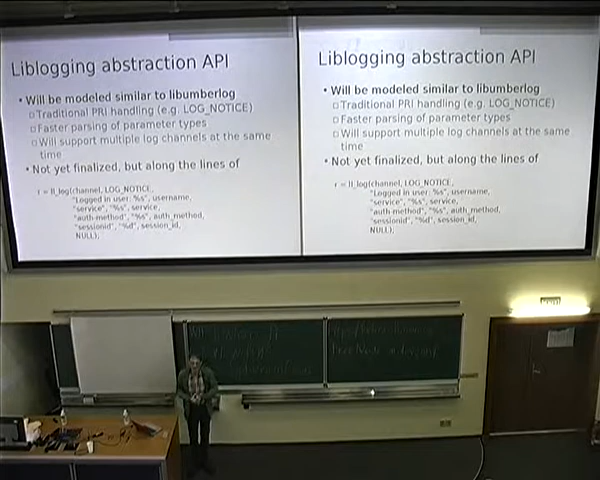 Liblogging abstraction API
• Will be modeled similar to libumberlog
Traditional PRI handling (e.g. LOG_NOTICE)
Faster parsing of parameter types
Will support multiple log channels at the same
time
• Not yet finalized, but along the lines of
r = ll_log(channel, LOG_NOTICE,
"Logged in user: %s", username,
"service", "%s", service,
"auth-method", "%s", auth_method,
"sessionid", "%d", session_id,
NULL);
Liblogging abstraction API
• Will be modeled similar to libumberlog
Traditional PRI handling (e.g. LOG_NOTICE)
Faster parsing of parameter types
Will support multiple log channels at the same
time
• Not yet finalized, but along the lines of
r = ll_log(channel, LOG_NOTICE,
"Logged in user: %s", username,
"service", "%s", service,
"auth-method", "%s", auth_method,
"sessionid", "%d", session_id,
NULL);